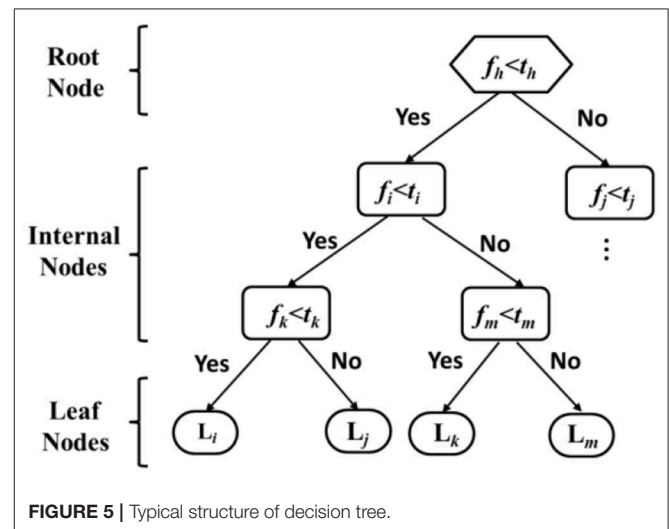 Root
Node
f_h<t_h
Yes
No
f_i<t_i
f_j<t_j
Internal
Nodes
Yes
No
⋮
f_k<t_k
f_m<t_m
Yes
No
Yes
No
Leaf
Nodes
L_i
L_j
L_k
L_m
FIGURE 5 | Typical structure of decision tree.